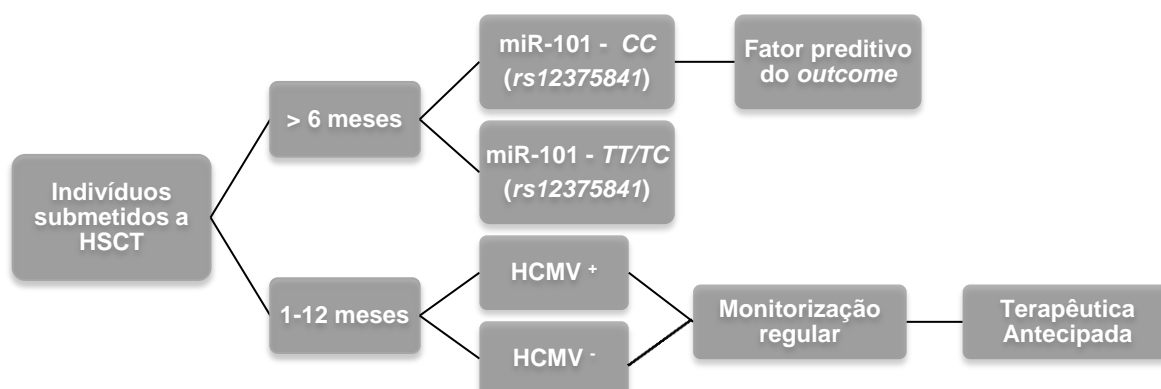 Indivíduos
submetidos a
HSCT
> 6 meses
miR-101 - CC
(rs12375841)
Fator preditivo
do outcome
miR-101 - TT/TC
(rs12375841)
1-12 meses
HCMV +
HCMV -
Monitorização
regular
Terapêutica
Antecipada